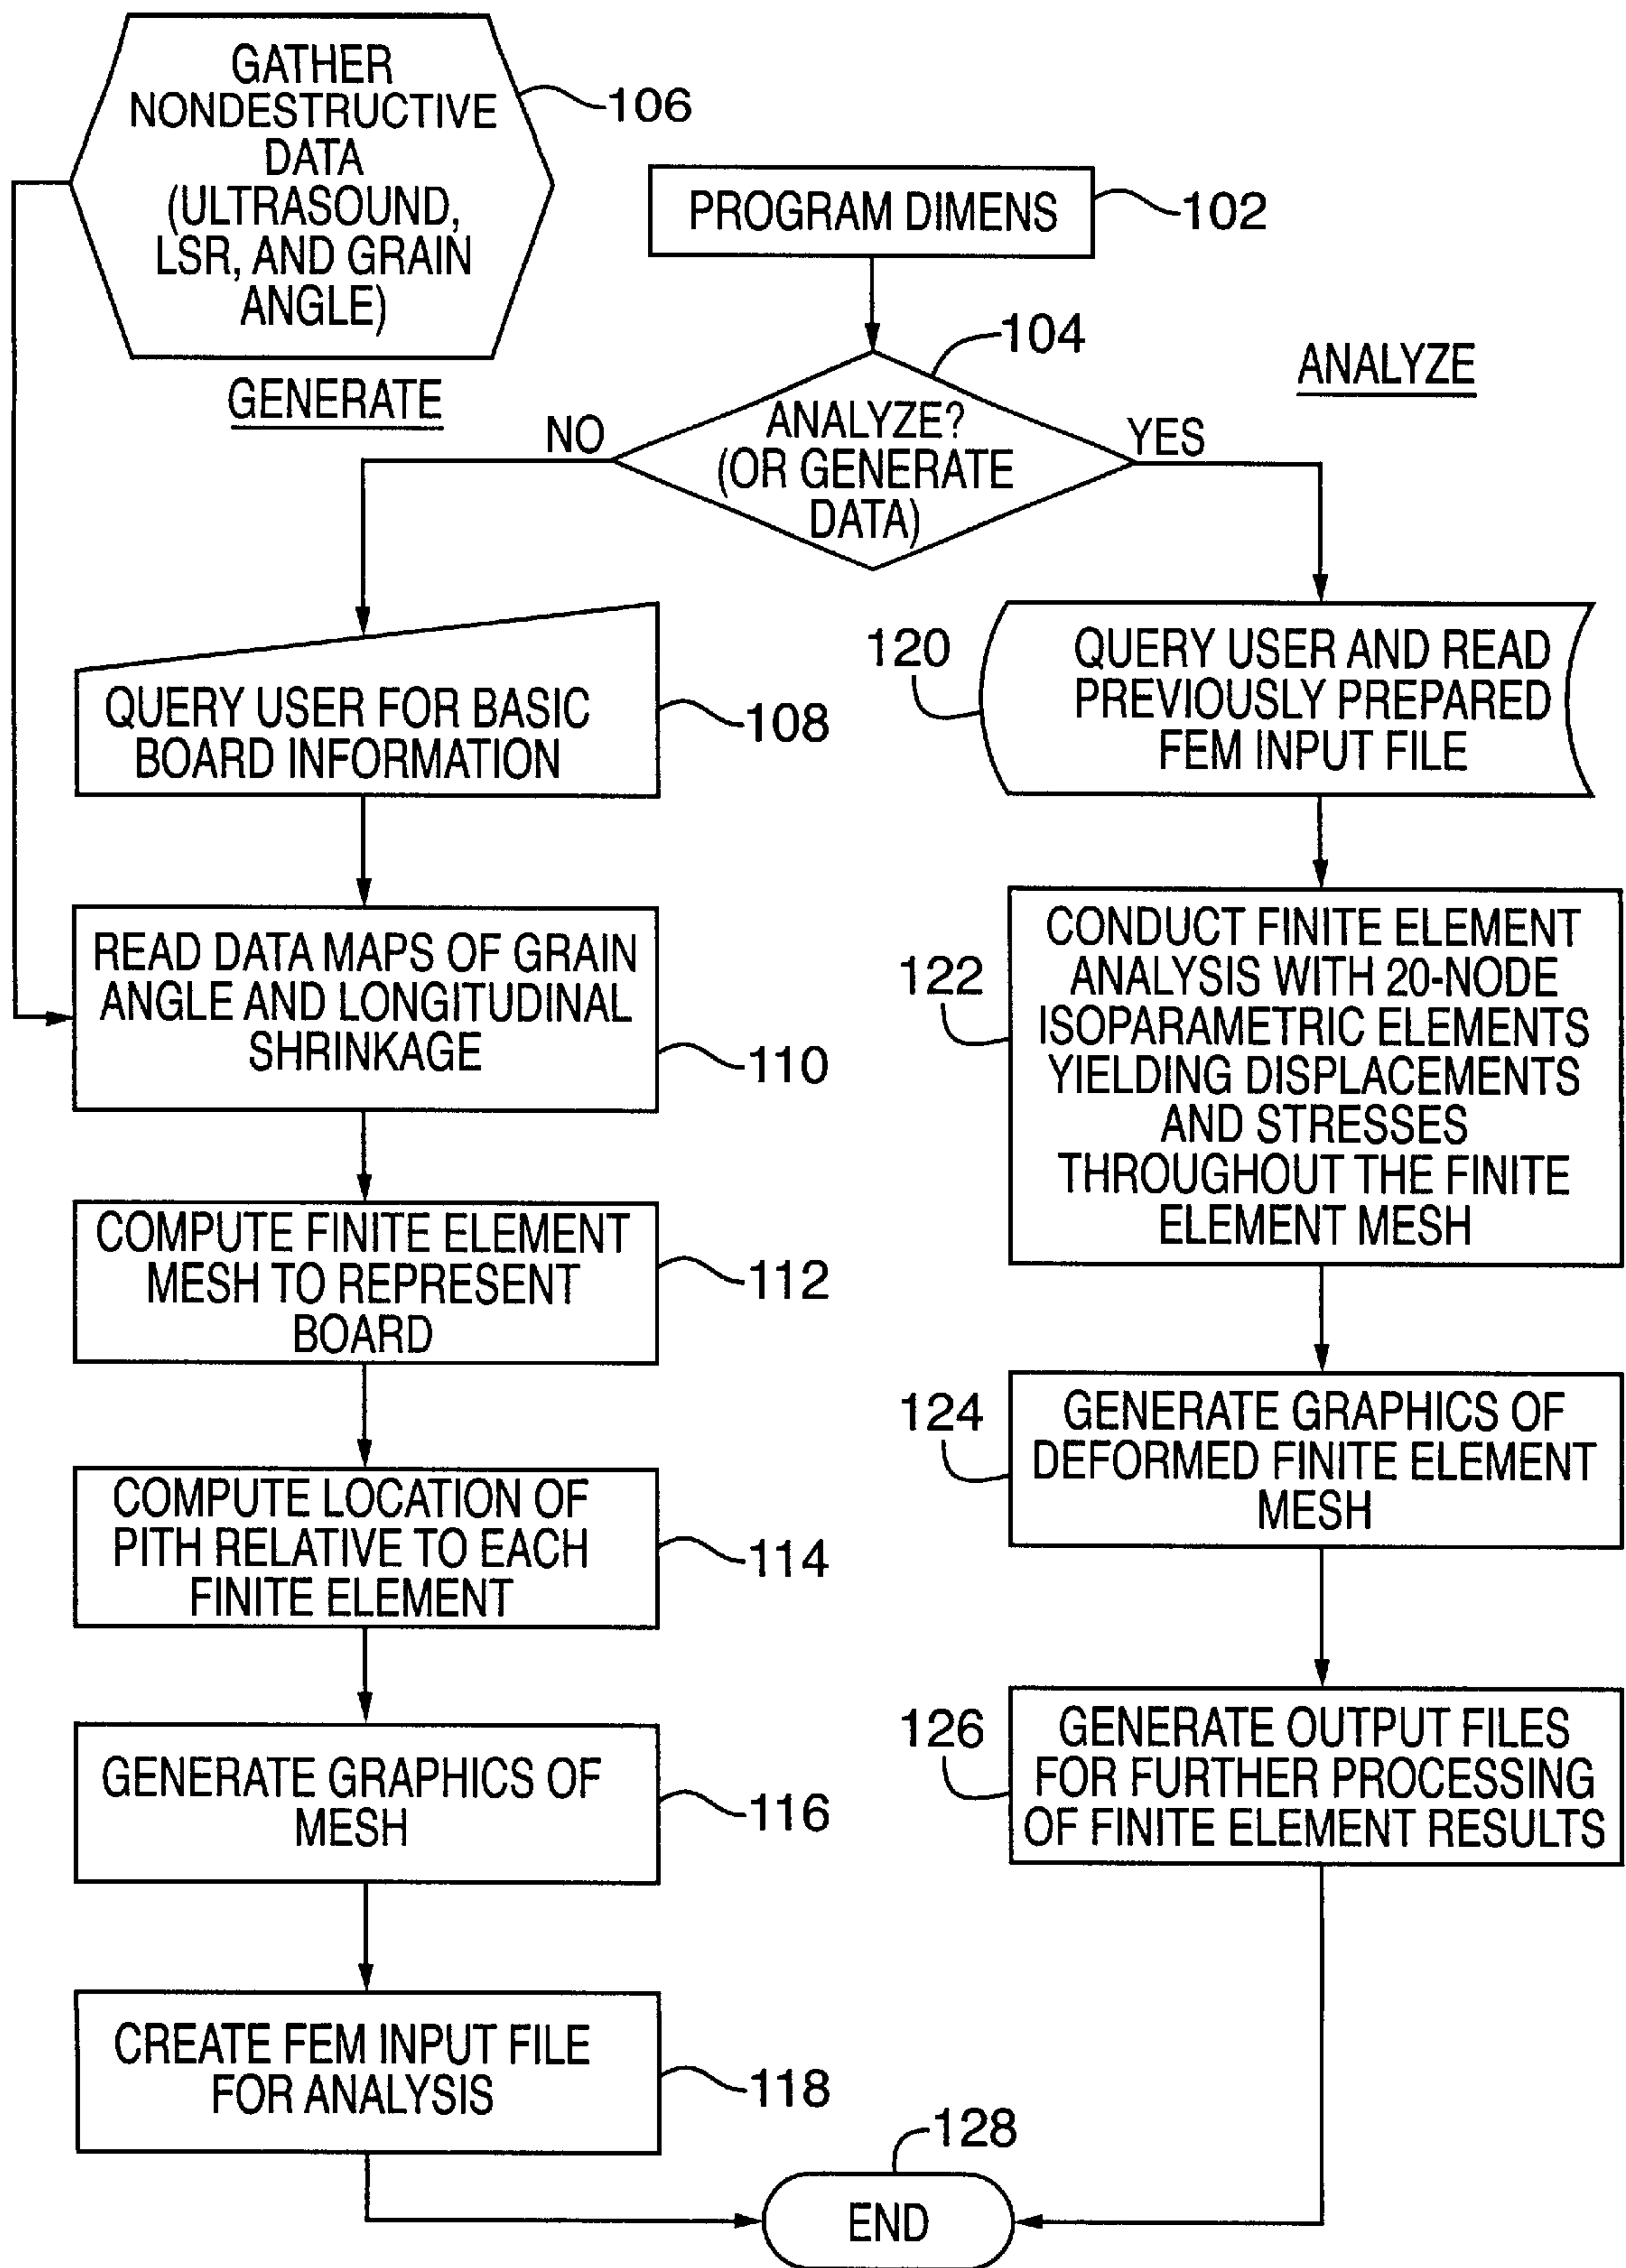 GATHER
NONDESTRUCTIVE
DATA
(ULTRASOUND,
LSR, AND GRAIN
ANGLE)
106
PROGRAM DIMENS
102
104
GENERATE
ANALYZE
NO
ANALYZE?
(OR GENERATE
DATA)
YES
QUERY USER FOR BASIC
BOARD INFORMATION
108
READ DATA MAPS OF GRAIN
ANGLE AND LONGITUDINAL
SHRINKAGE
110
COMPUTE FINITE ELEMENT
MESH TO REPRESENT
BOARD
112
COMPUTE LOCATION OF
PITH RELATIVE TO EACH
FINITE ELEMENT
114
GENERATE GRAPHICS OF
MESH
116
CREATE FEM INPUT FILE
FOR ANALYSIS
118
120
QUERY USER AND READ
PREVIOUSLY PREPARED
FEM INPUT FILE
122
CONDUCT FINITE ELEMENT
ANALYSIS WITH 20-NODE
ISOPARAMETRIC ELEMENTS
YIELDING DISPLACEMENTS
AND STRESSES
THROUGHOUT THE FINITE
ELEMENT MESH
124
GENERATE GRAPHICS OF
DEFORMED FINITE ELEMENT
MESH
126
GENERATE OUTPUT FILES
FOR FURTHER PROCESSING
OF FINITE ELEMENT RESULTS
128
END